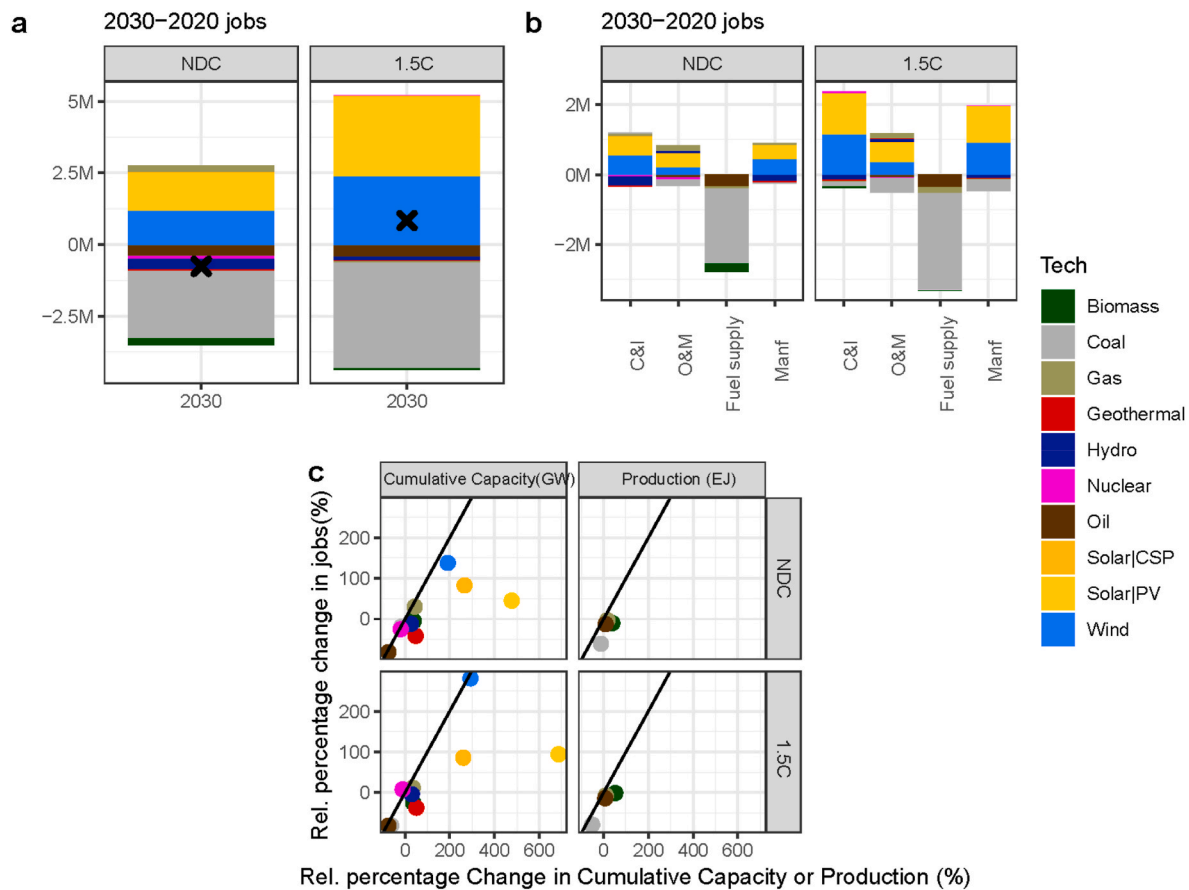 a
2030−2020 jobs
NDC
1.5C
5M
2.5M
0M
−2.5M
2030
2030
b
2030−2020 jobs
NDC
1.5C
2M
0M
−2M
C&I
O&M
Fuel supply
Manf
C&I
O&M
Fuel supply
Manf
Tech
Biomass
Coal
Gas
Geothermal
Hydro
Nuclear
Oil
Solar|CSP
Solar|PV
Wind
c
Cumulative Capacity(GW)
Production (EJ)
NDC
1.5C
Rel. percentage change in jobs(%)
200
100
0
200
100
0
0 200 400 600
0 200 400 600
Rel. percentage Change in Cumulative Capacity or Production (%)